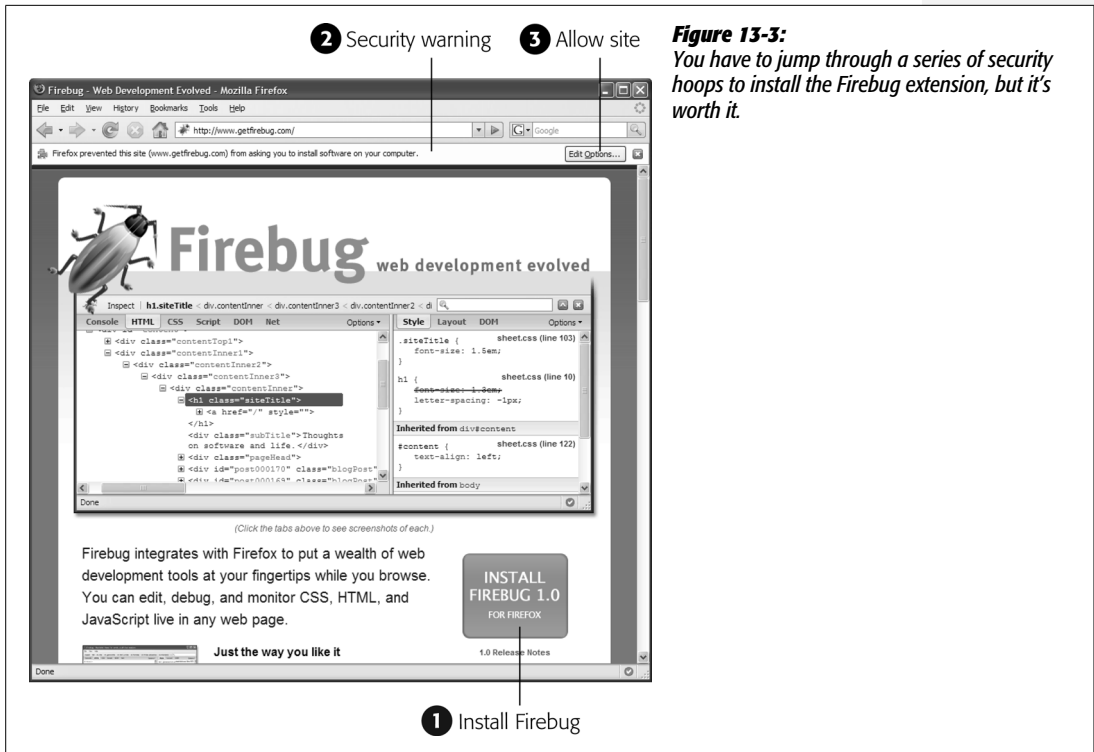 2 Security warning
3 Allow site
Figure 13-3:
You have to jump through a series of security
hoops to install the Firebug extension, but it's
worth it.
Firebug - Web Development Evolved - Mozilla Firefox
File Edit View History Bookmarks Tools Help
http://www.getfirebug.com/
G Google
Firefox prevented this site (www.getfirebug.com) from asking you to install software on your computer.
Edit Options...
Firebug web development evolved
Inspect | h1.siteTitle < div.contentInner < div.contentInner3 < div.contentInner2 < di
Console HTML CSS Script DOM Net Options
<div class="contentTop1">
<div class="contentInner1">
<div class="contentInner2">
<div class="contentInner3">
<div class="contentInner">
<h1 class="siteTitle">
<a href="/" style="">
</h1>
<div class="subTitle">Thoughts
on software and life.</div>
<div class="pageHead">
<div id="post000170" class="blogPost"
<div id="post000169" class="blogPost"
Style Layout DOM Options
.siteTitle { sheet.css (line 103)
font-size: 1.5em;
}
h1 { sheet.css (line 10)
font-size: 1.3em;
letter-spacing: -1px;
}
Inherited from div#content
#content { sheet.css (line 122)
text-align: left;
}
Inherited from body
Done
(Click the tabs above to see screenshots of each.)
Firebug integrates with Firefox to put a wealth of web
development tools at your fingertips while you browse.
You can edit, debug, and monitor CSS, HTML, and
JavaScript live in any web page.
INSTALL
FIREBUG 1.0
FOR FIREFOX
Just the way you like it
1.0 Release Notes
Done
1 Install Firebug